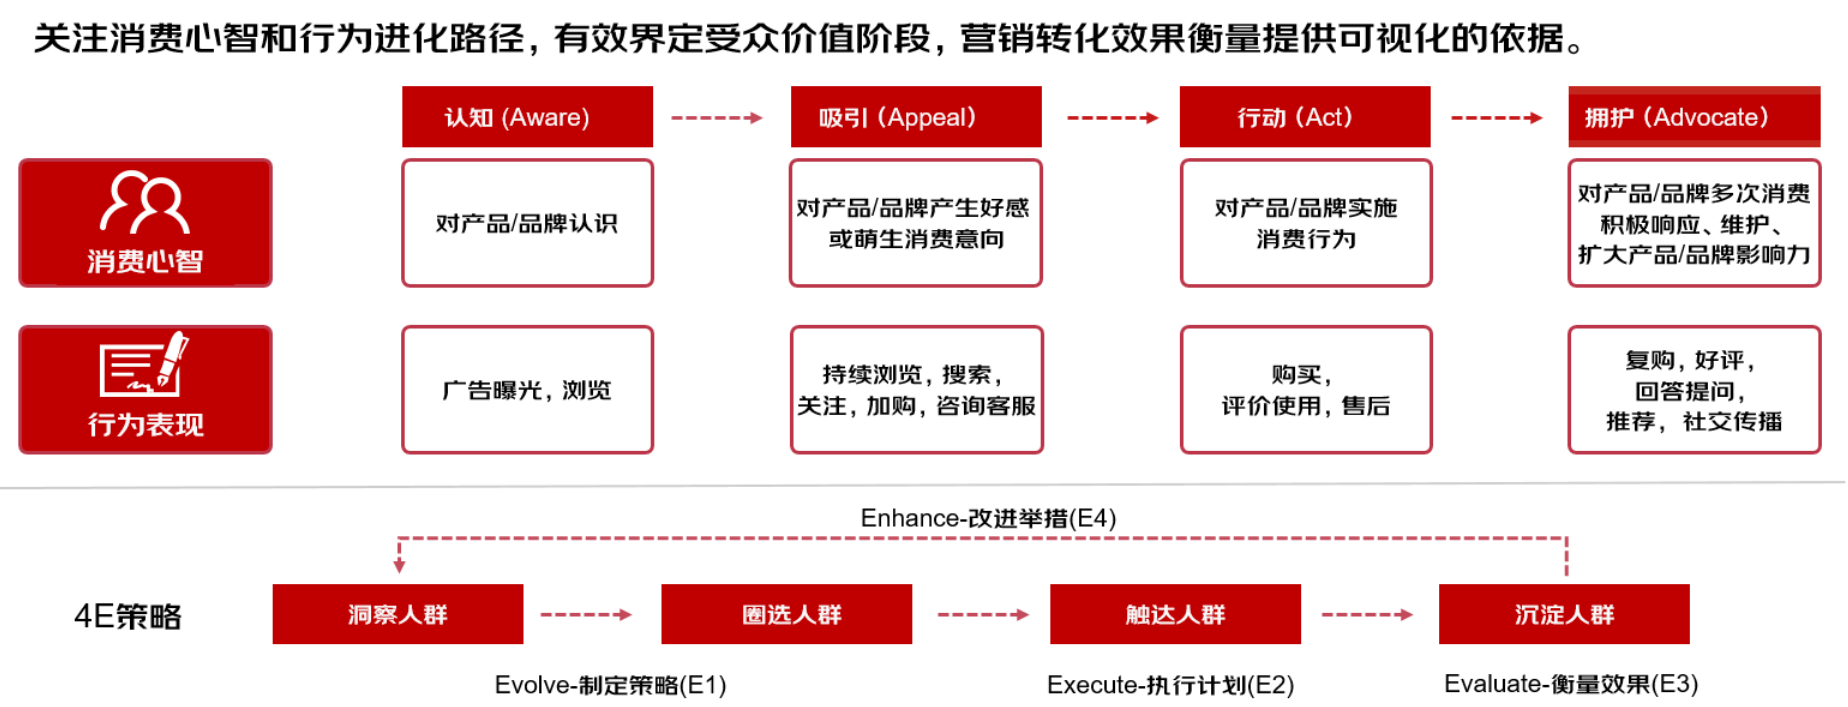 关注消费心智和行为进化路径，有效界定受众价值阶段，营销转化效果衡量提供可视化的依据。
认知 (Aware)
吸引（Appeal）
行动（Act）
拥护（Advocate）
消费心智
对产品/品牌认识
对产品/品牌产生好感
或萌生消费意向
对产品/品牌实施
消费行为
对产品/品牌多次消费
积极响应、维护、
扩大产品/品牌影响力
行为表现
广告曝光，浏览
持续浏览，搜索，
关注，加购，咨询客服
购买，
评价使用，售后
复购，好评，
回答提问，
推荐，社交传播
Enhance-改进举措(E4)
4E策略
洞察人群
圈选人群
触达人群
沉淀人群
Evolve-制定策略(E1)
Execute-执行计划(E2)
Evaluate-衡量效果(E3)